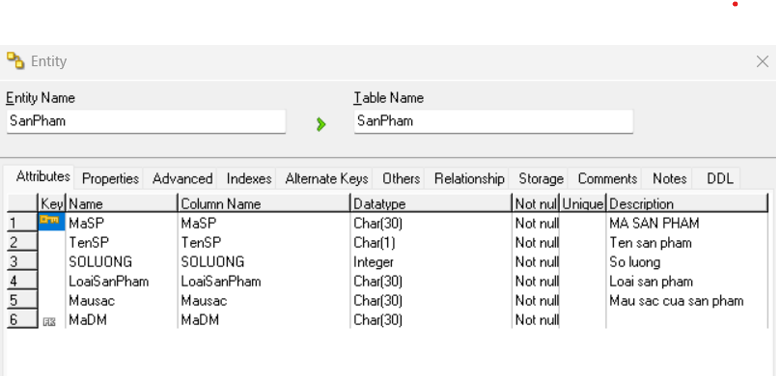 Entity
Entity Name
Table Name
SanPham
SanPham
Attributes Properties Advanced Indexes Alternate Keys Others Relationship Storage Comments Notes DDL
Key Name Column Name Datatype Not nul Unique Description
1 MaSP MaSP Char(30) Not null MA SAN PHAM
2 TenSP TenSP Char(1) Not null Ten san pham
3 SOLUONG SOLUONG Integer Not null So luong
4 LoaiSanPham LoaiSanPham Char(30) Not null Loai san pham
5 Mausac Mausac Char(30) Not null Mau sac cua san pham
6 MaDM MaDM Char(30) Not null